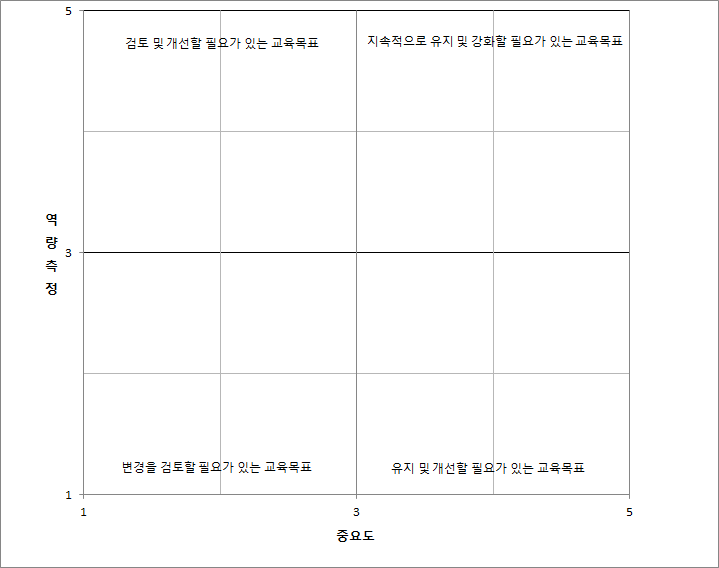 5
검토 및 개선할 필요가 있는 교육목표
지속적으로 유지 및 강화할 필요가 있는 교육목표
역
량
측
정
3
변경을 검토할 필요가 있는 교육목표
유지 및 개선할 필요가 있는 교육목표
1
1
3
5
중요도